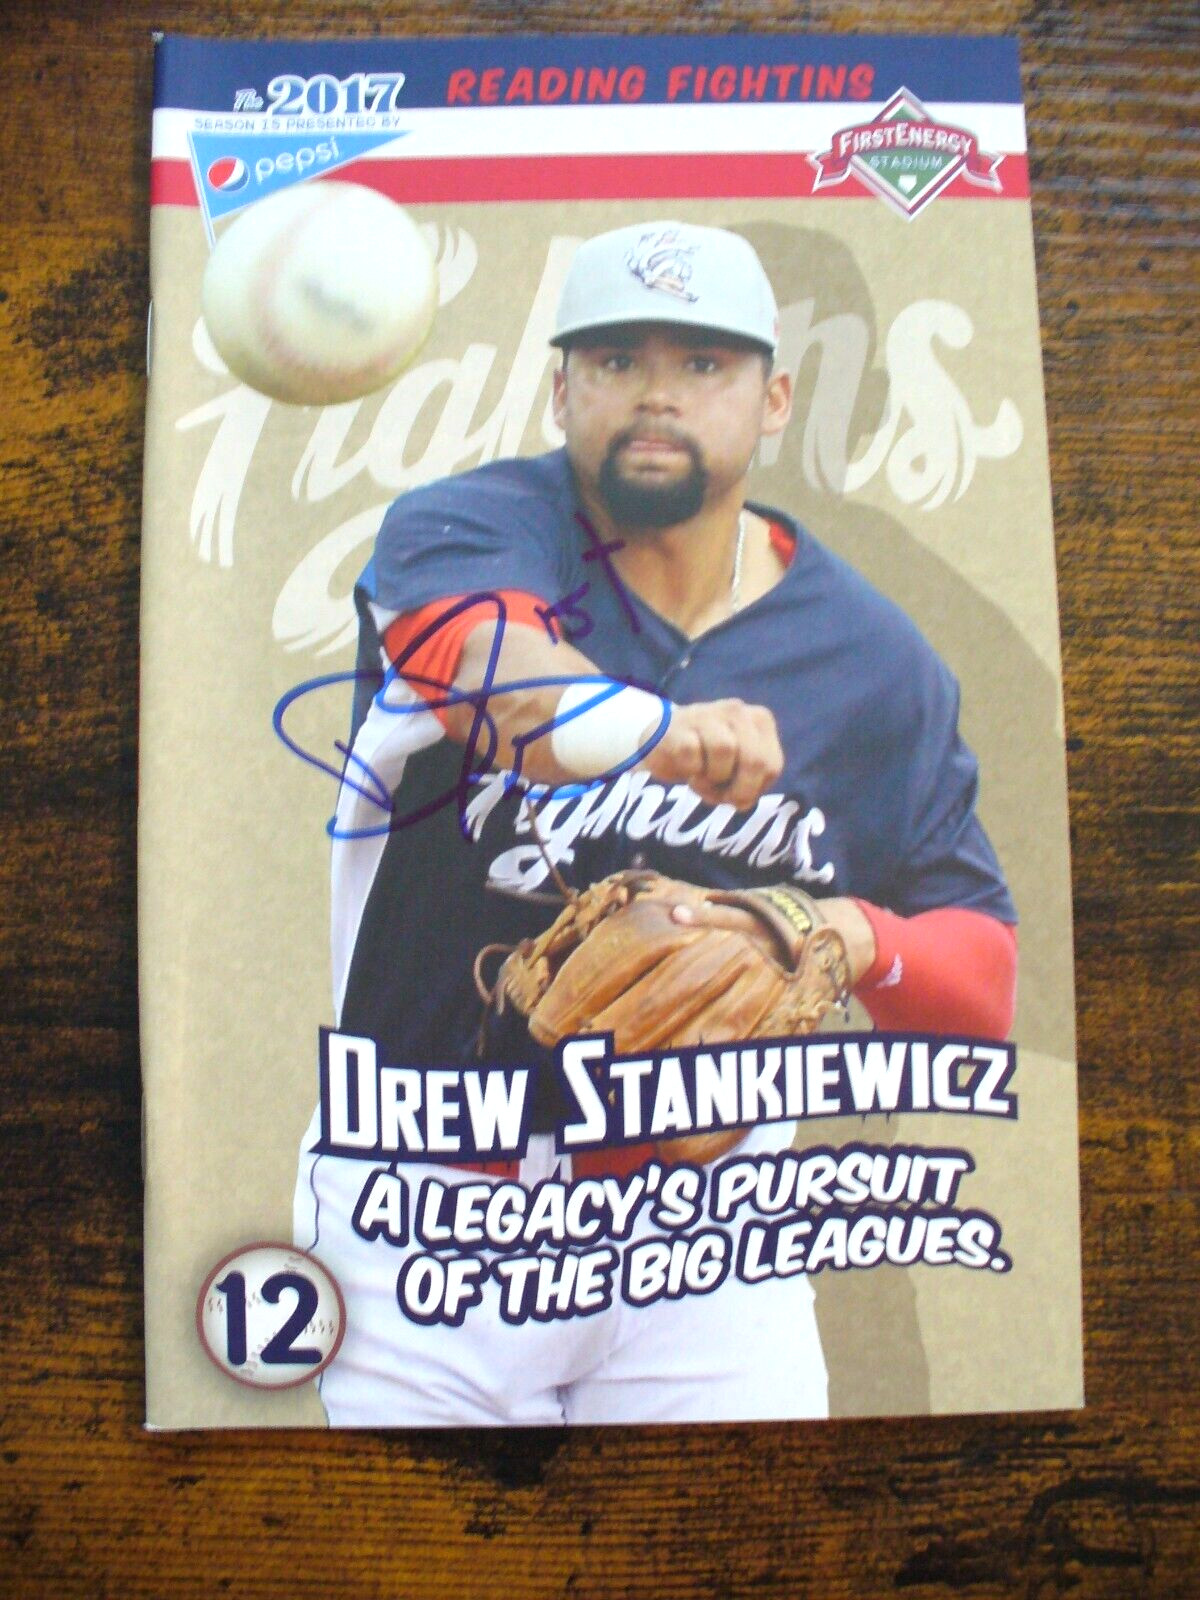 The 2017
SEASON IS PRESENTED BY
pepsi
READING FIGHTINS
FIRSTENERGY
STADIUM
Fightins
Fightins
DREW STANKIEWICZ
A LEGACY'S PURSUIT
OF THE BIG LEAGUES.
12